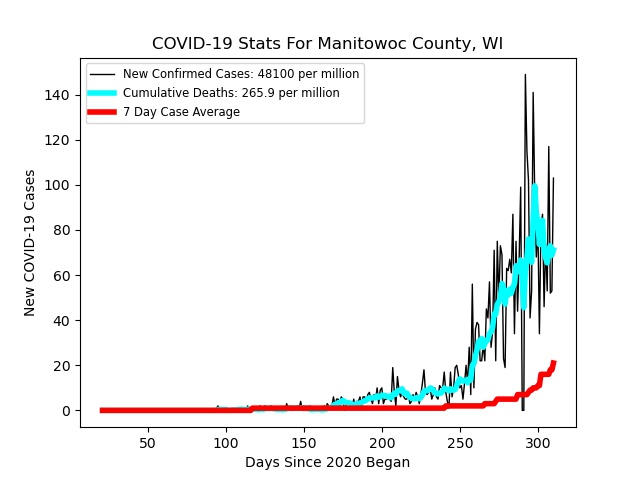 COVID-19 Stats For Manitowoc County, WI
New Confirmed Cases: 48100 per million
Cumulative Deaths: 265.9 per million
7 Day Case Average
New COVID-19 Cases
140
120
100
80
60
40
20
0
50 100 150 200 250 300
Days Since 2020 Began